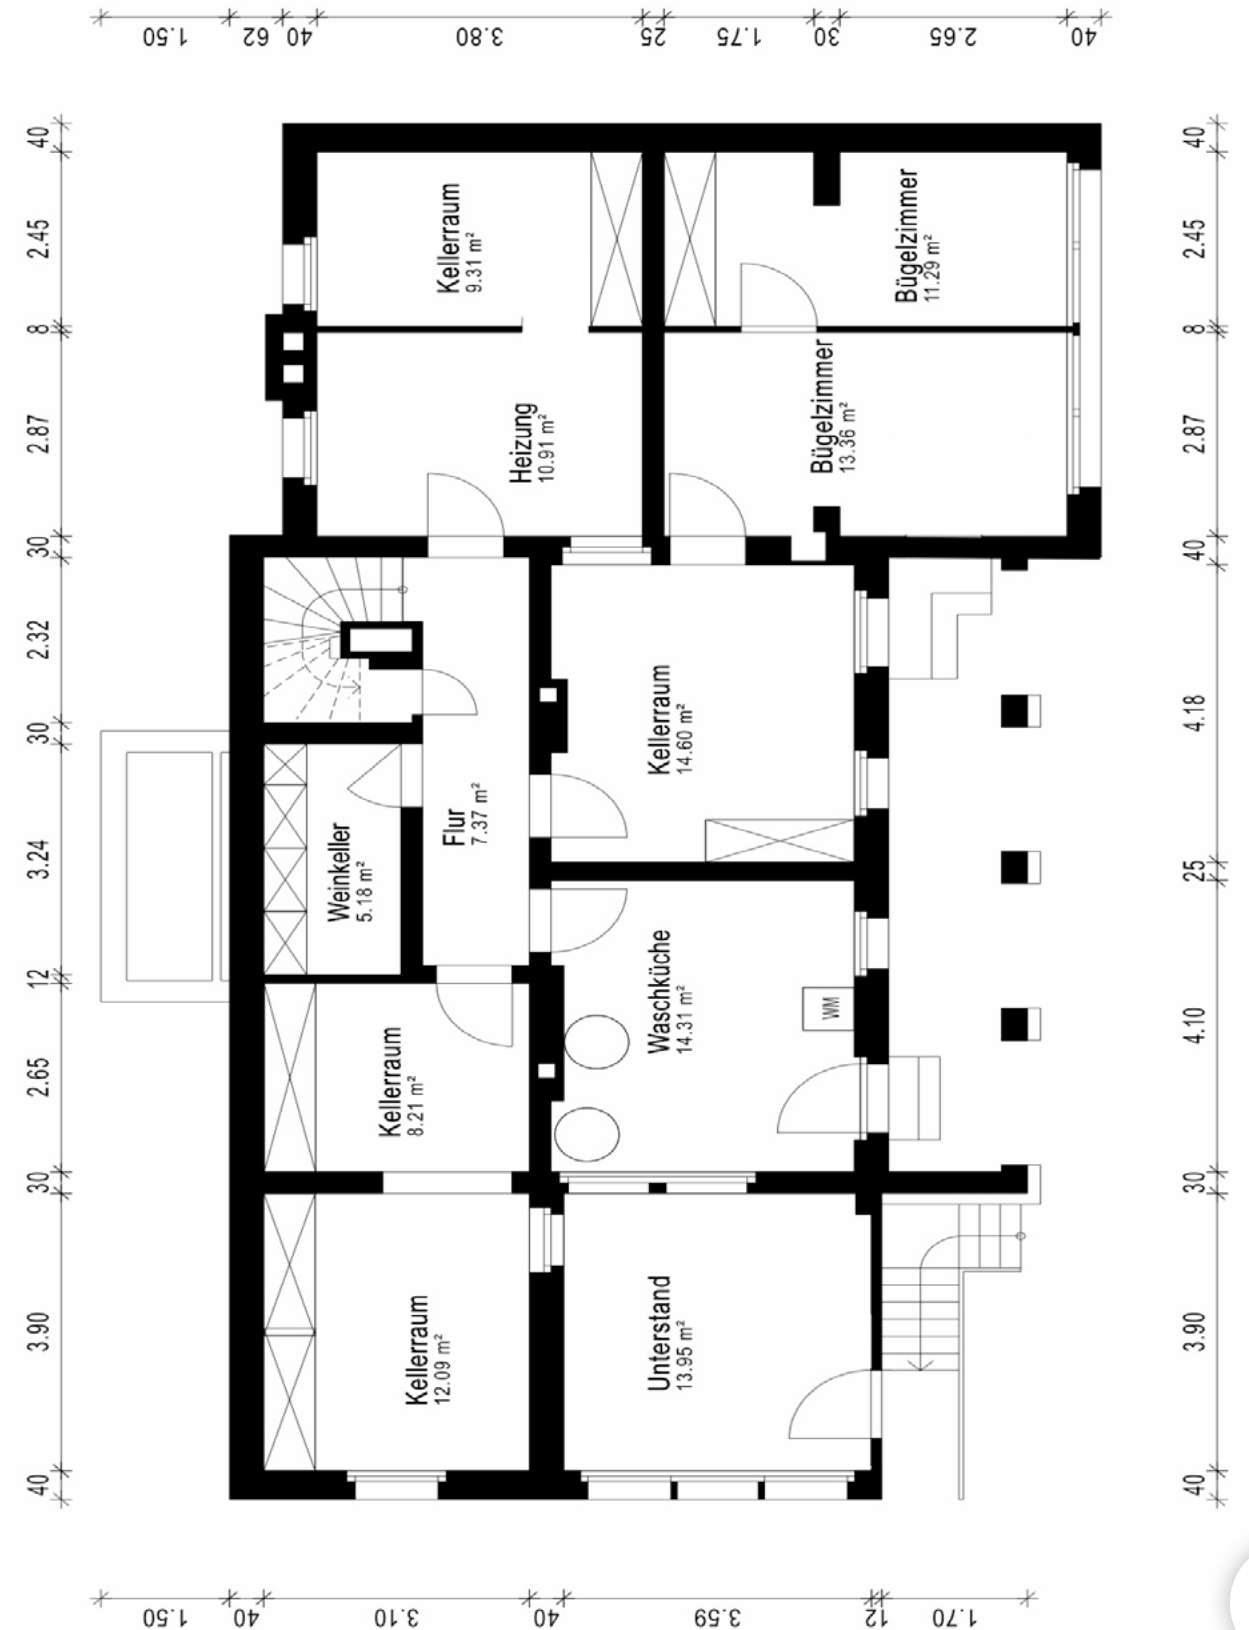 1.50
62
40
3.80
25
1.75
30
2.65
40
40
2.45
8
2.87
30
2.32
30
3.24
12
2.65
30
3.90
40
Kellerraum
9.31 m²
Bügelzimmer
11.29 m²
Heizung
10.91 m²
Bügelzimmer
13.36 m²
Kellerraum
14.60 m²
Flur
7.37 m²
Weinkeller
5.18 m²
Waschküche
14.31 m²
WM
Kellerraum
8.21 m²
Kellerraum
12.09 m²
Unterstand
13.95 m²
40
2.45
8
2.87
40
4.18
25
4.10
30
3.90
40
1.50
40
3.10
40
3.59
12
1.70